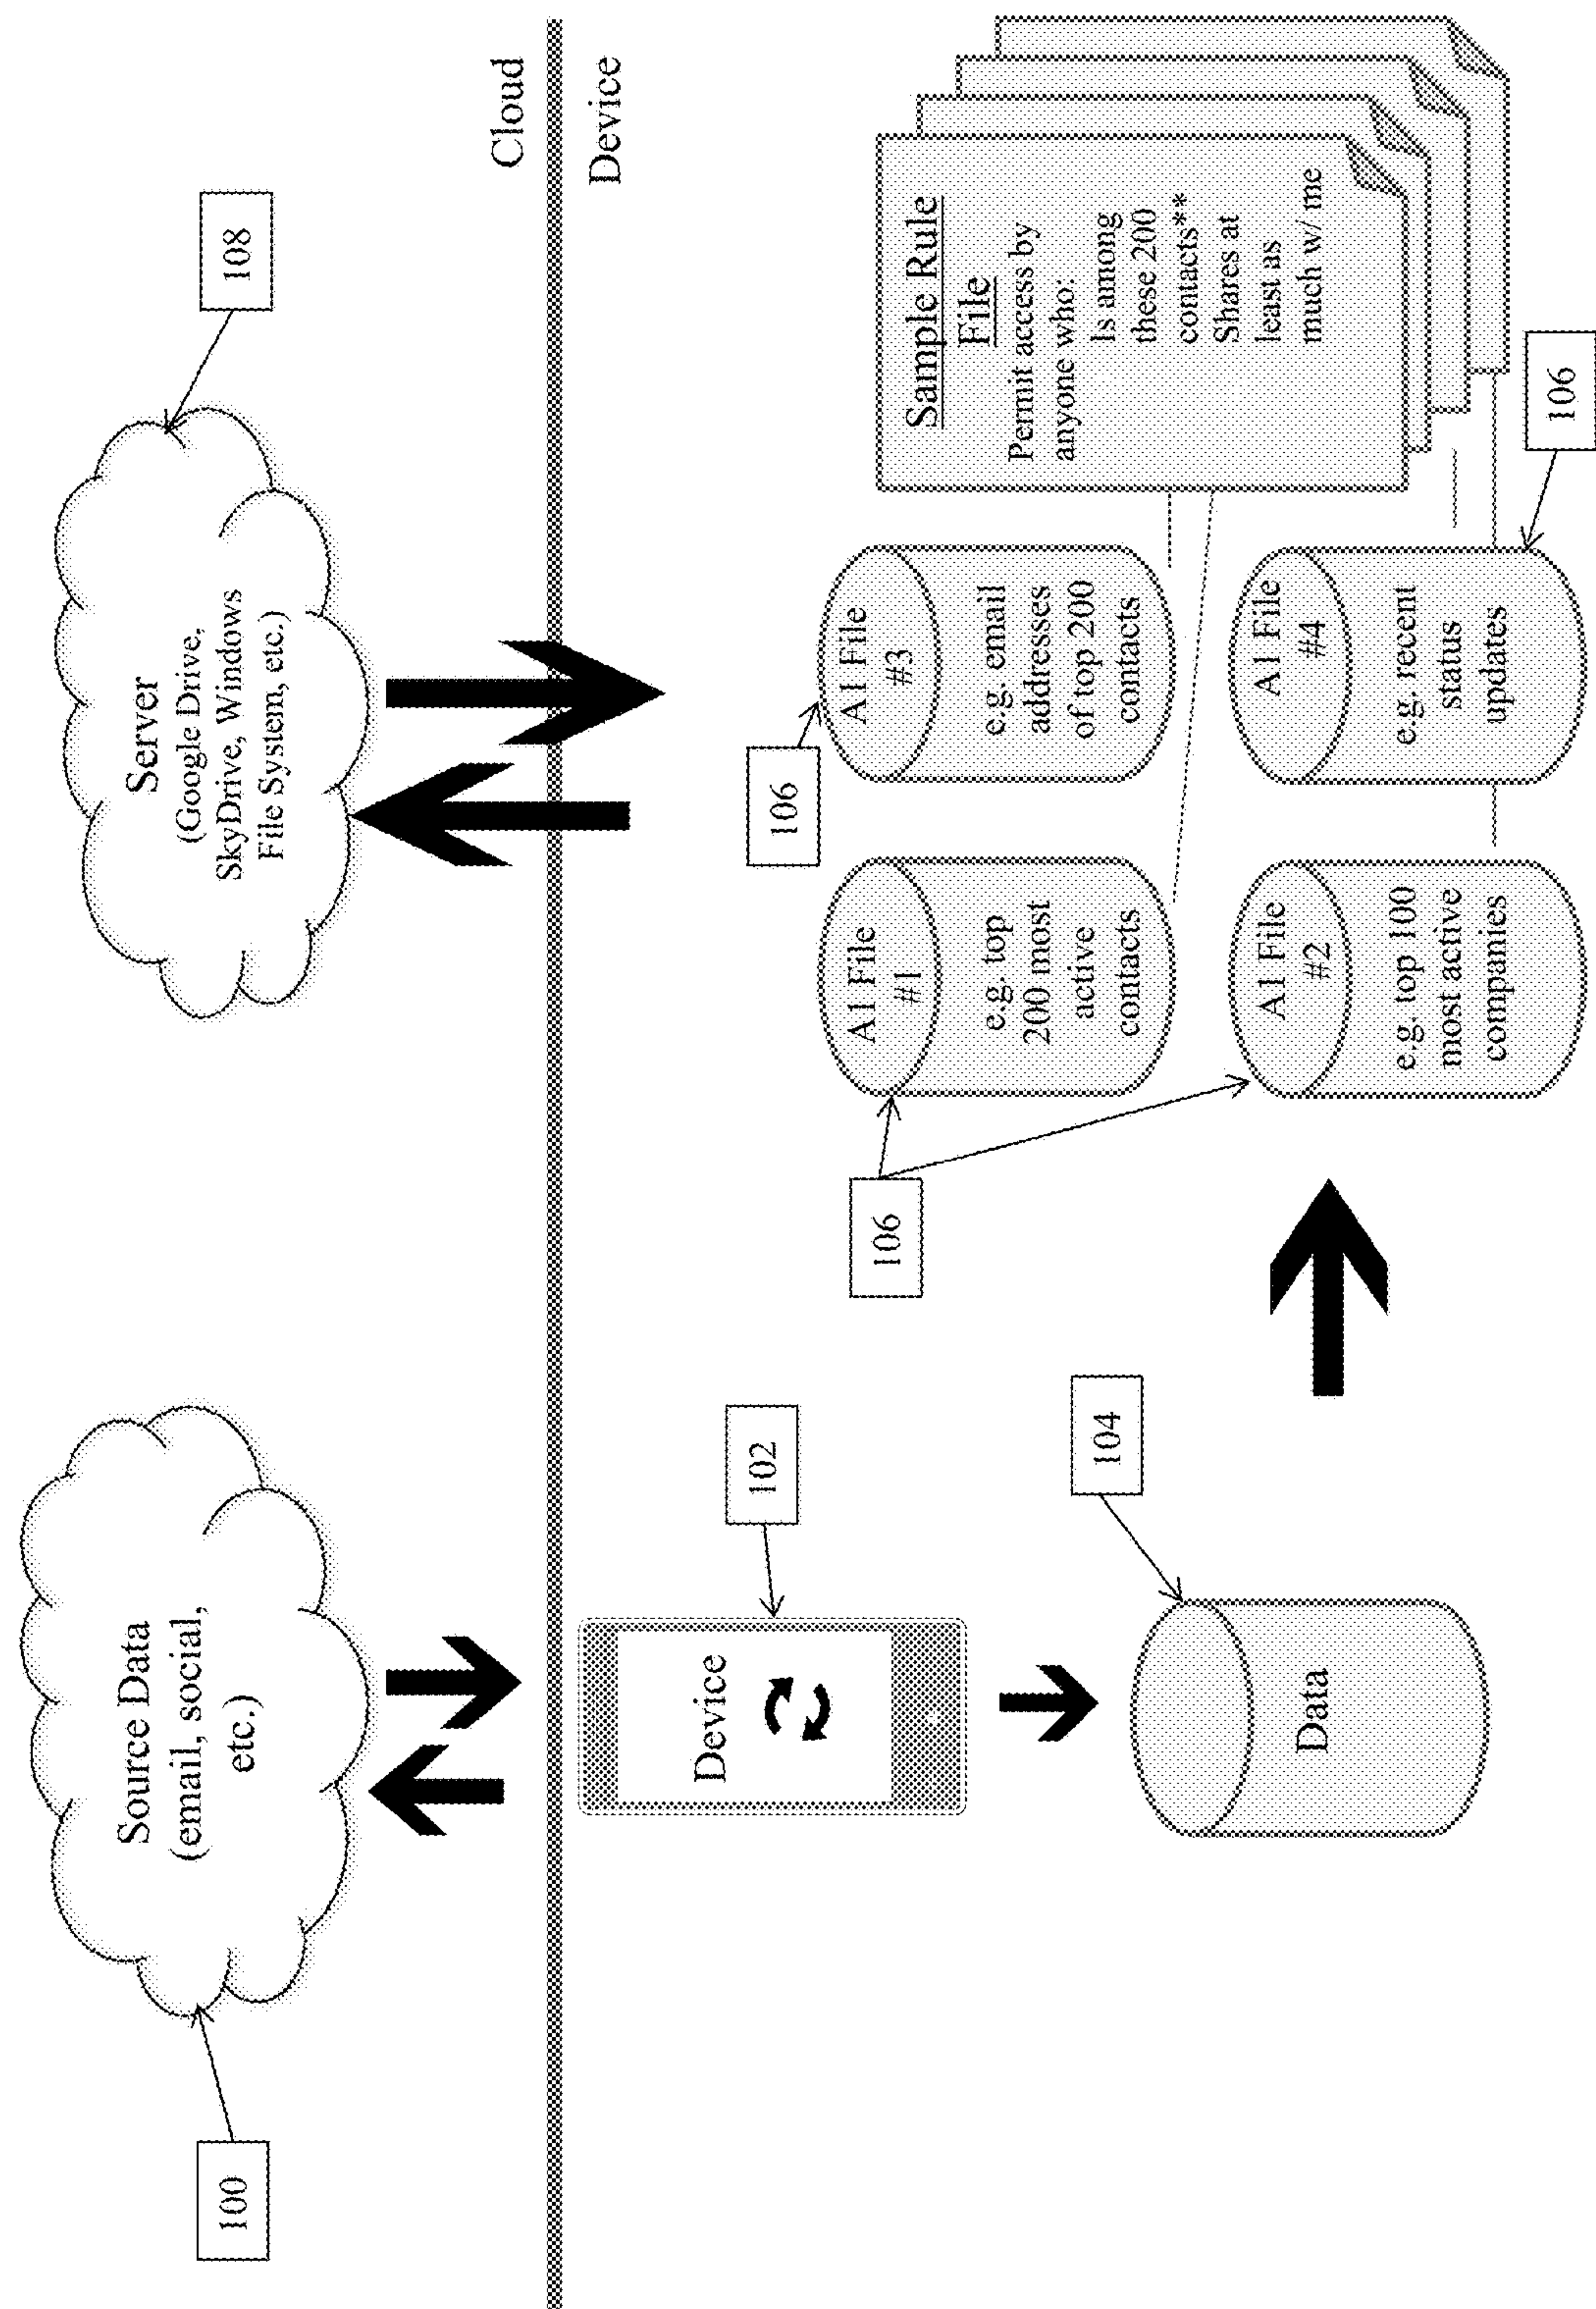 100
Source Data
(email, social,
etc.)
Server
(Google Drive,
SkyDrive, Windows
File System, etc.)
108
Cloud
Device
Device
102
104
Data
106
A1 File
#1
e.g. top
200 most
active
contacts
A1 File
#2
e.g. top 100
most active
companies
106
A1 File
#3
e.g. email
addresses
of top 200
contacts
A1 File
#4
e.g. recent
status
updates
106
Sample Rule
File
Permit access by
anyone who:
Is among
these 200
contacts**
Shares at
least as
much w/ me